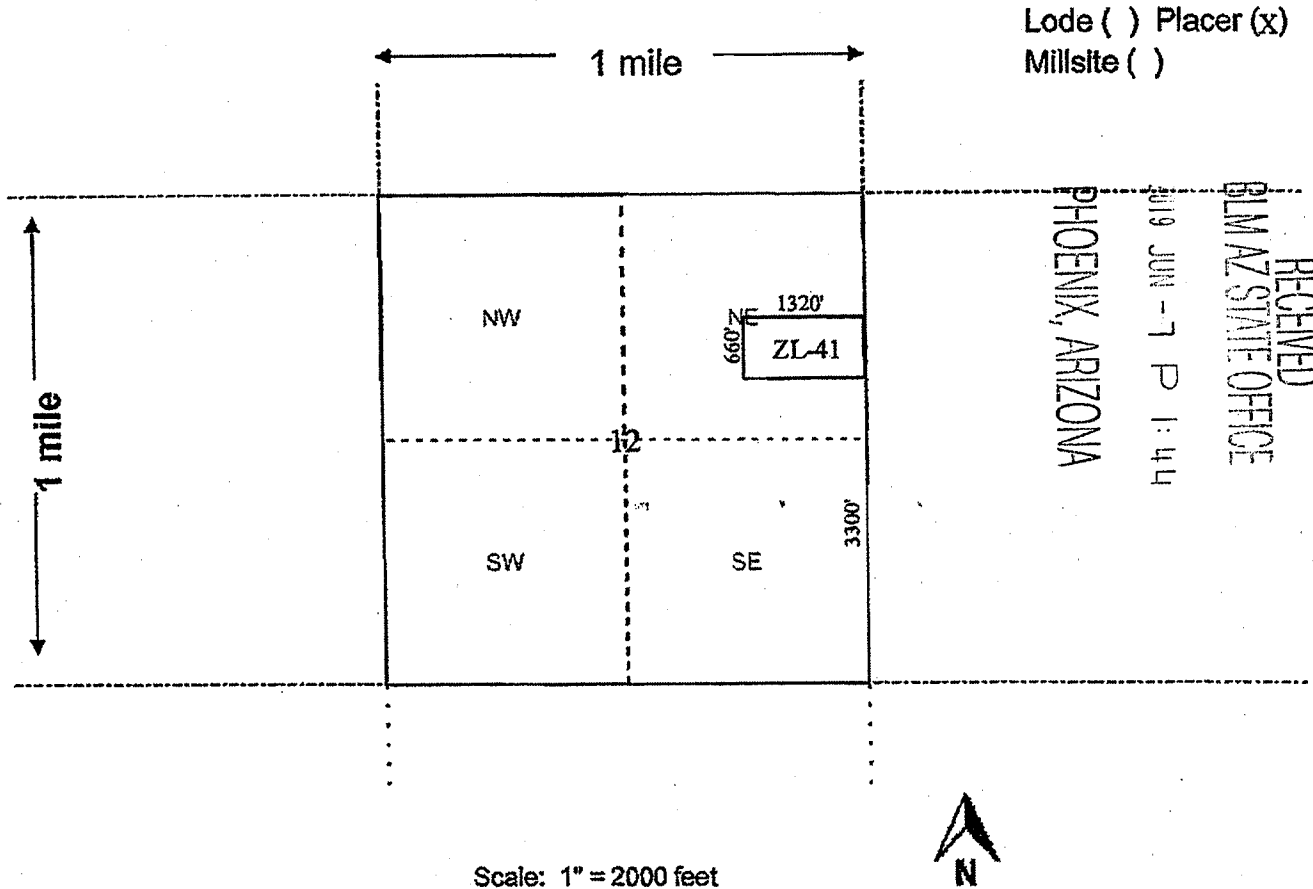 Lode ( ) Placer (x)
Millsite ( )
1 mile
1 mile
RECEIVED
BLM AZ STATE OFFICE
2019 JUN -7 P 1:44
PHOENIX, ARIZONA
NW
NE
1320'
660'
ZL-41
12
3300'
SW
SE
N
Scale: 1" = 2000 feet